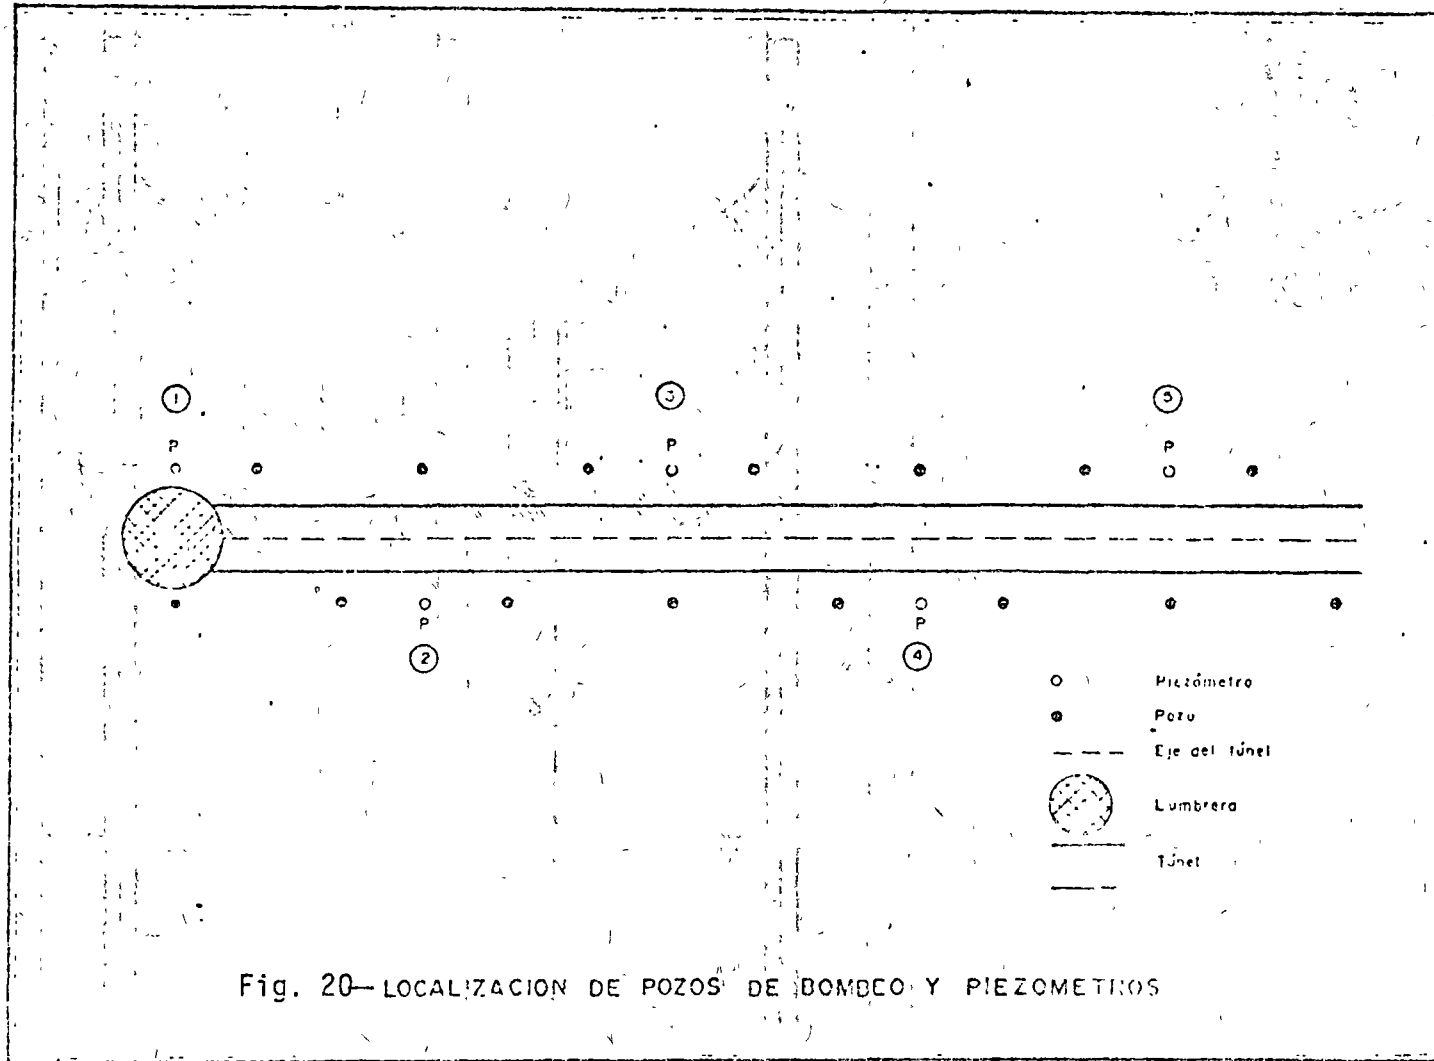 1
3
5
P
P
P
P
P
2
4
Piezómetro
Pozo
Eje del túnel
Lumbrera
Túnel
Fig. 20—LOCALIZACION DE POZOS DE BOMBEO Y PIEZOMETROS